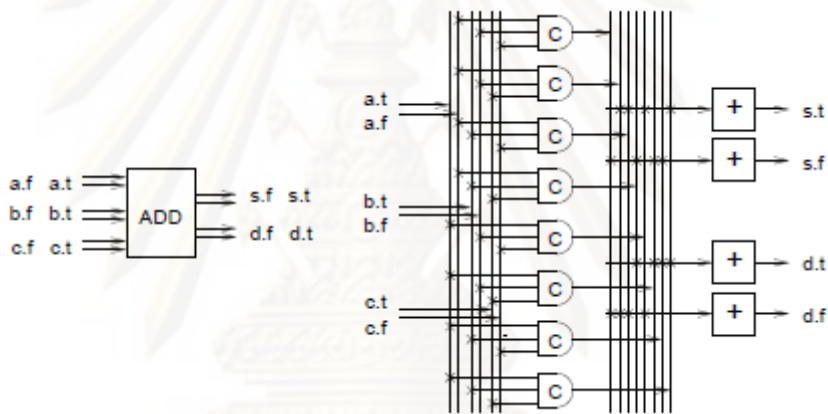 a.f a.t
b.f b.t
c.f c.t
ADD
s.f s.t
d.f d.t
a.t
a.f
b.t
b.f
c.t
c.f
C
C
C
C
C
C
C
C
+
s.t
+
s.f
+
d.t
+
d.f